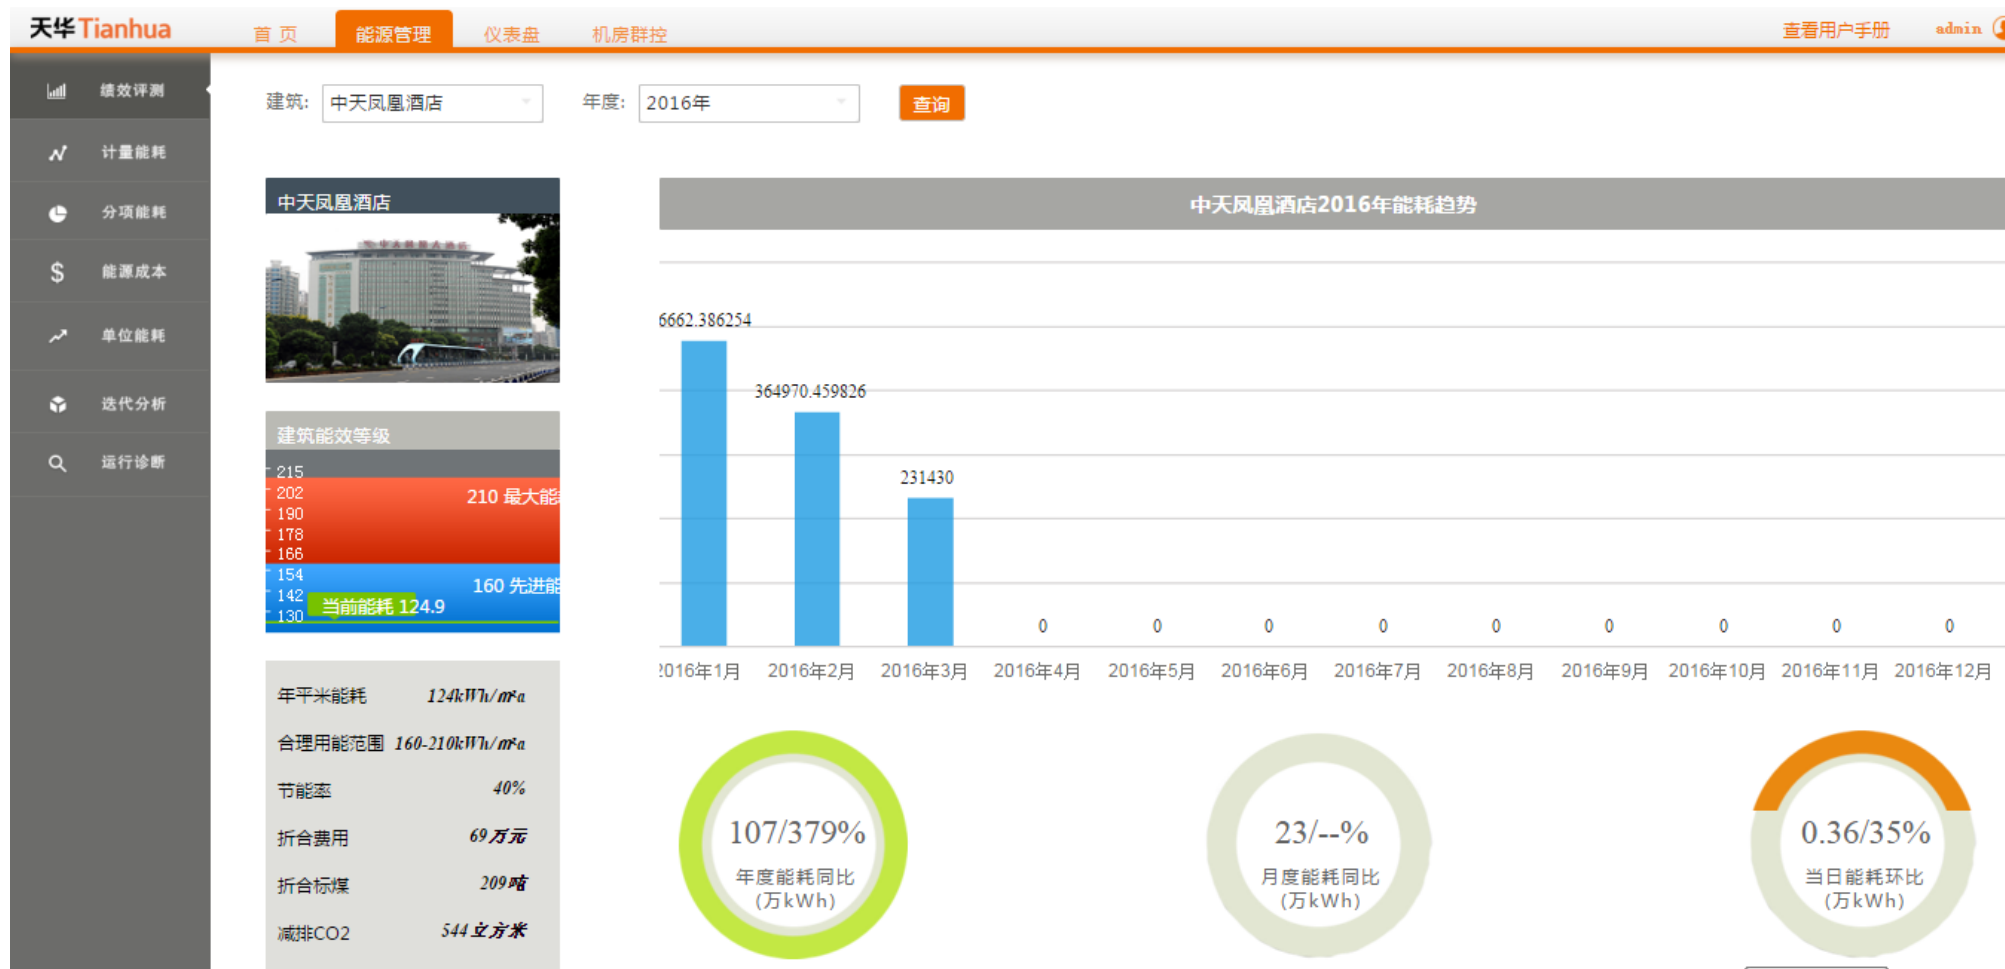 天华Tianhua
首 页
能源管理
仪表盘
机房群控
查看用户手册
admin
绩效评测
计量能耗
分项能耗
能源成本
单位能耗
迭代分析
运行诊断
建筑: 中天凤凰酒店
年度: 2016年
查询
中天凤凰酒店
建筑能效等级
215
202
210 最大能
190
178
166
154
160 先进能
142
当前能耗 124.9
130
年平米能耗 124kWh/m²a
合理用能范围 160-210kWh/m²a
节能率 40%
折合费用 69万元
折合标煤 209吨
减排CO2 544立方米
中天凤凰酒店2016年能耗趋势
6662.386254
364970.459826
231430
0 0 0 0 0 0 0 0 0
2016年1月 2016年2月 2016年3月 2016年4月 2016年5月 2016年6月 2016年7月 2016年8月 2016年9月 2016年10月 2016年11月 2016年12月
107/379%
年度能耗同比
(万kWh)
23/--%
月度能耗同比
(万kWh)
0.36/35%
当日能耗环比
(万kWh)